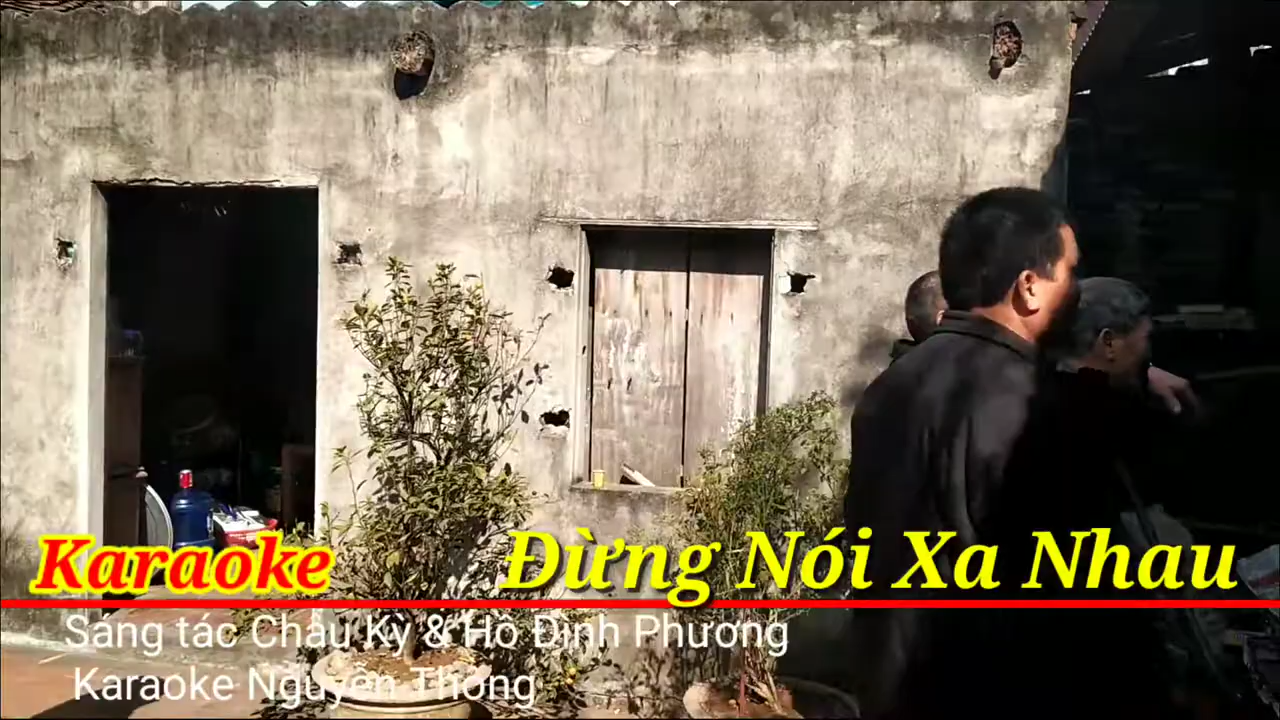 Karaoke Đừng Nói Xa Nhau
Sáng tác Châu Kỳ & Hồ Đình Phương
Karaoke Nguyễn Thông